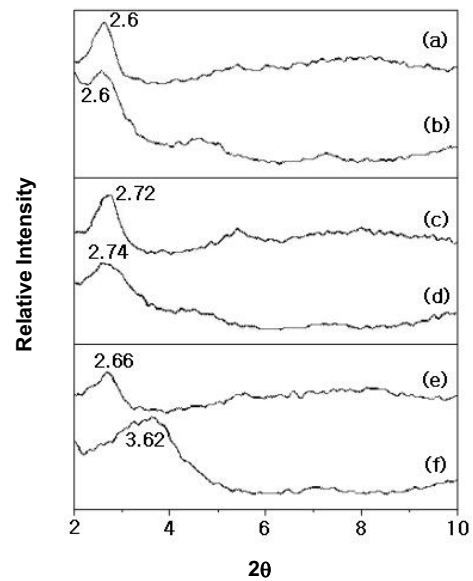 2.6
(a)
2.6
(b)
2.72
(c)
2.74
(d)
2.66
(e)
3.62
(f)
Relative Intensity
2 4 6 8 10
2θ